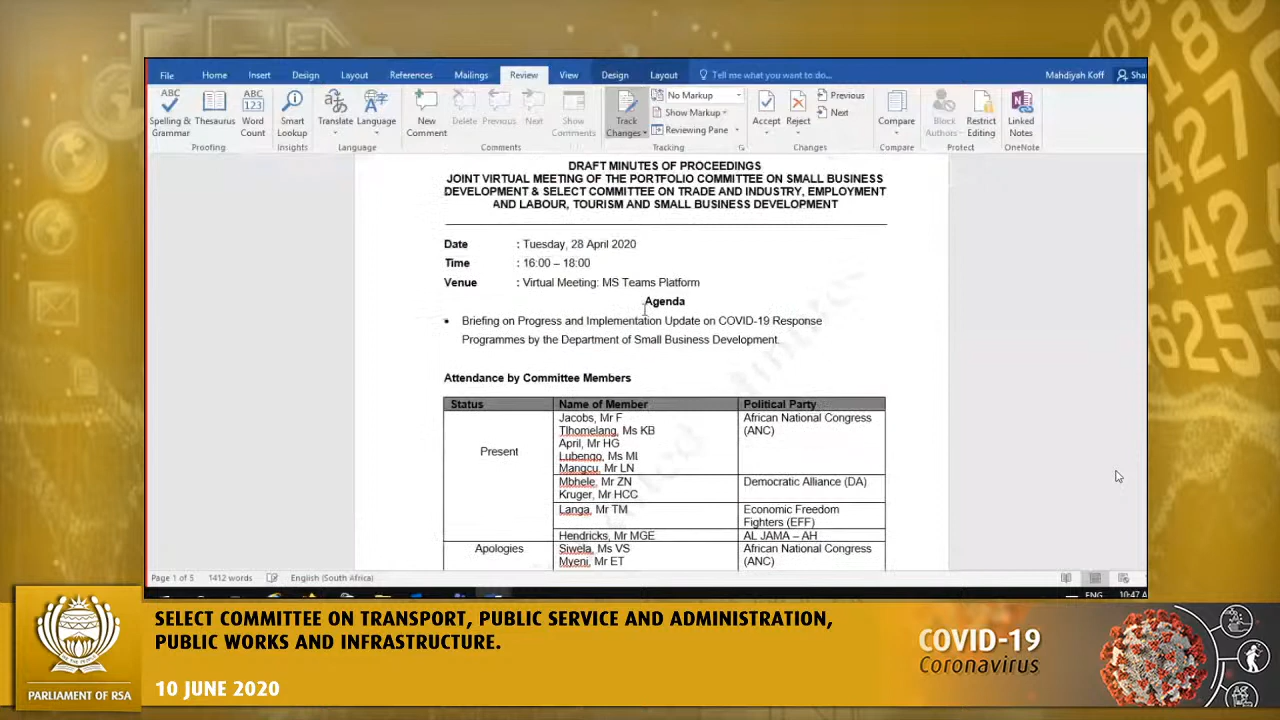 File Home Insert Design Layout References Mailings Review View Design Layout Tell me what you want to do... Mahdiyah Koff
Spelling & Grammar Thesaurus Word Count Smart Lookup Translate Language New Comment Delete Previous Next Show Comments Track Changes No Markup Show Markup Reviewing Pane Accept Reject Previous Next Compare Block Authors Restrict Editing Linked Notes
Proofing Insights Language Comments Tracking Changes Compare Protect OneNote
DRAFT MINUTES OF PROCEEDINGS
JOINT VIRTUAL MEETING OF THE PORTFOLIO COMMITTEE ON SMALL BUSINESS
DEVELOPMENT & SELECT COMMITTEE ON TRADE AND INDUSTRY, EMPLOYMENT
AND LABOUR, TOURISM AND SMALL BUSINESS DEVELOPMENT
Date : Tuesday, 28 April 2020
Time : 16:00 – 18:00
Venue : Virtual Meeting: MS Teams Platform
Agenda
• Briefing on Progress and Implementation Update on COVID-19 Response
Programmes by the Department of Small Business Development.
Attendance by Committee Members
Status Name of Member Political Party
Present
Jacobs, Mr F
Tlhomelang, Ms KB
April, Mr HG
Lubengo, Ms ML
Mangcu, Mr LN
African National Congress
(ANC)
Mbhele, Mr ZN
Kruger, Mr HCC
Democratic Alliance (DA)
Langa, Mr TM
Economic Freedom
Fighters (EFF)
Hendricks, Mr MGE AL JAMA – AH
Apologies
Siwela, Ms VS
Myeni, Mr ET
African National Congress
(ANC)
Page 1 of 5 1412 words English (South Africa)
ENG 10:47
SELECT COMMITTEE ON TRANSPORT, PUBLIC SERVICE AND ADMINISTRATION,
PUBLIC WORKS AND INFRASTRUCTURE.
10 JUNE 2020
PARLIAMENT OF RSA
COVID-19
Coronavirus